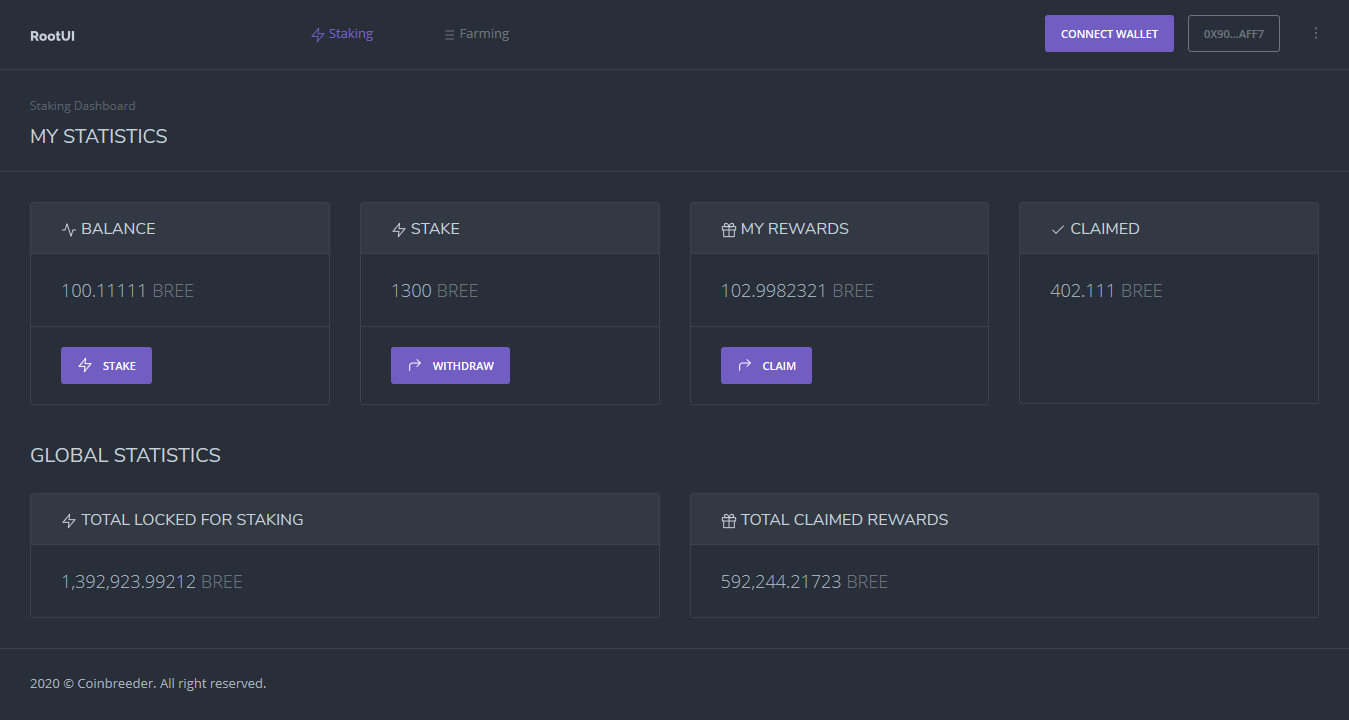 RootUI
Staking
Farming
CONNECT WALLET
0X90...AFF7
Staking Dashboard
MY STATISTICS
BALANCE
100.11111 BREE
STAKE
STAKE
1300 BREE
WITHDRAW
MY REWARDS
102.9982321 BREE
CLAIM
CLAIMED
402.111 BREE
GLOBAL STATISTICS
TOTAL LOCKED FOR STAKING
1,392,923.99212 BREE
TOTAL CLAIMED REWARDS
592,244.21723 BREE
2020 © Coinbreeder. All right reserved.